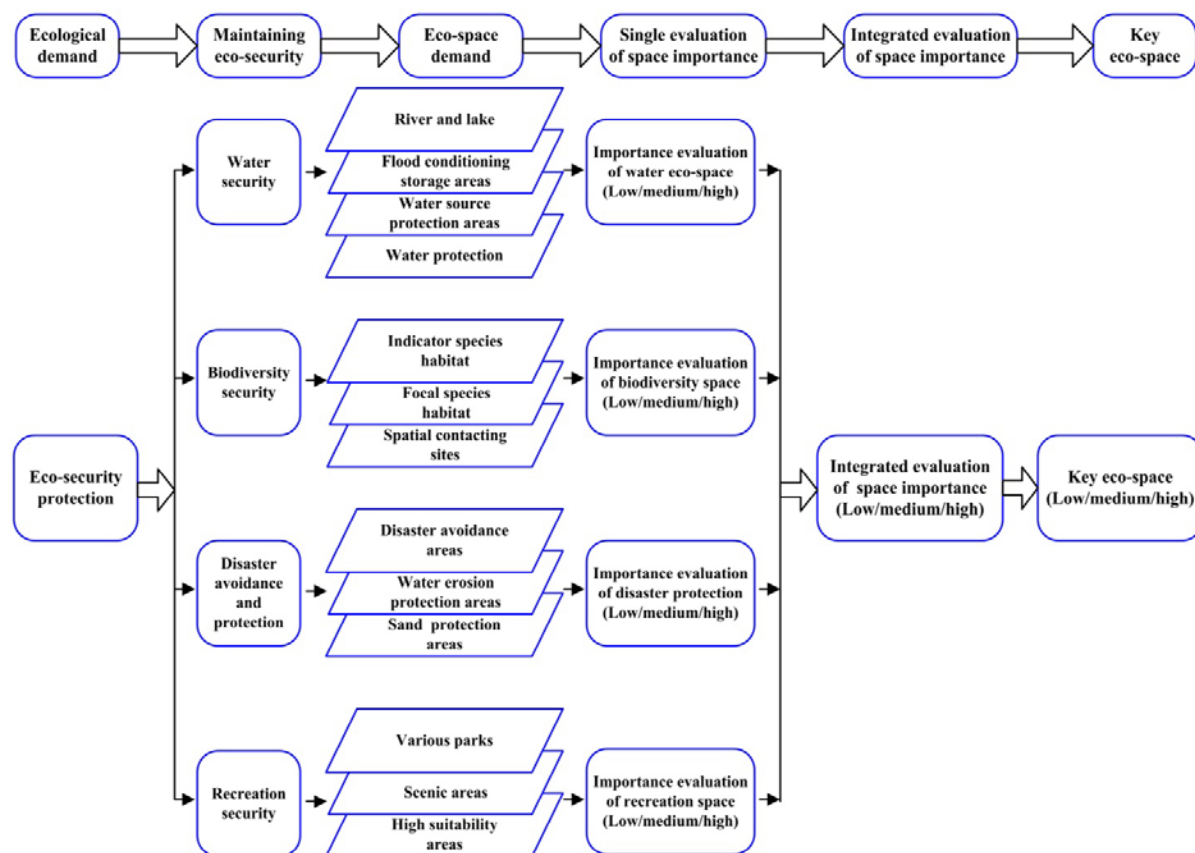 Ecological
demand
Maintaining
eco-security
Eco-space
demand
Single evaluation
of space importance
Integrated evaluation
of space importance
Key
eco-space
Water
security
River and lake
Flood conditioning
storage areas
Water source
protection areas
Water protection
Importance evaluation
of water eco-space
(Low/medium/high)
Biodiversity
security
Indicator species
habitat
Focal species
habitat
Spatial contacting
sites
Importance evaluation
of biodiversity space
(Low/medium/high)
Eco-security
protection
Integrated evaluation
of space importance
(Low/medium/high)
Key eco-space
(Low/medium/high)
Disaster
avoidance
and
protection
Disaster avoidance
areas
Water erosion
protection areas
Sand protection
areas
Importance evaluation
of disaster protection
(Low/medium/high)
Recreation
security
Various parks
Scenic areas
High suitability
areas
Importance evaluation
of recreation space
(Low/medium/high)